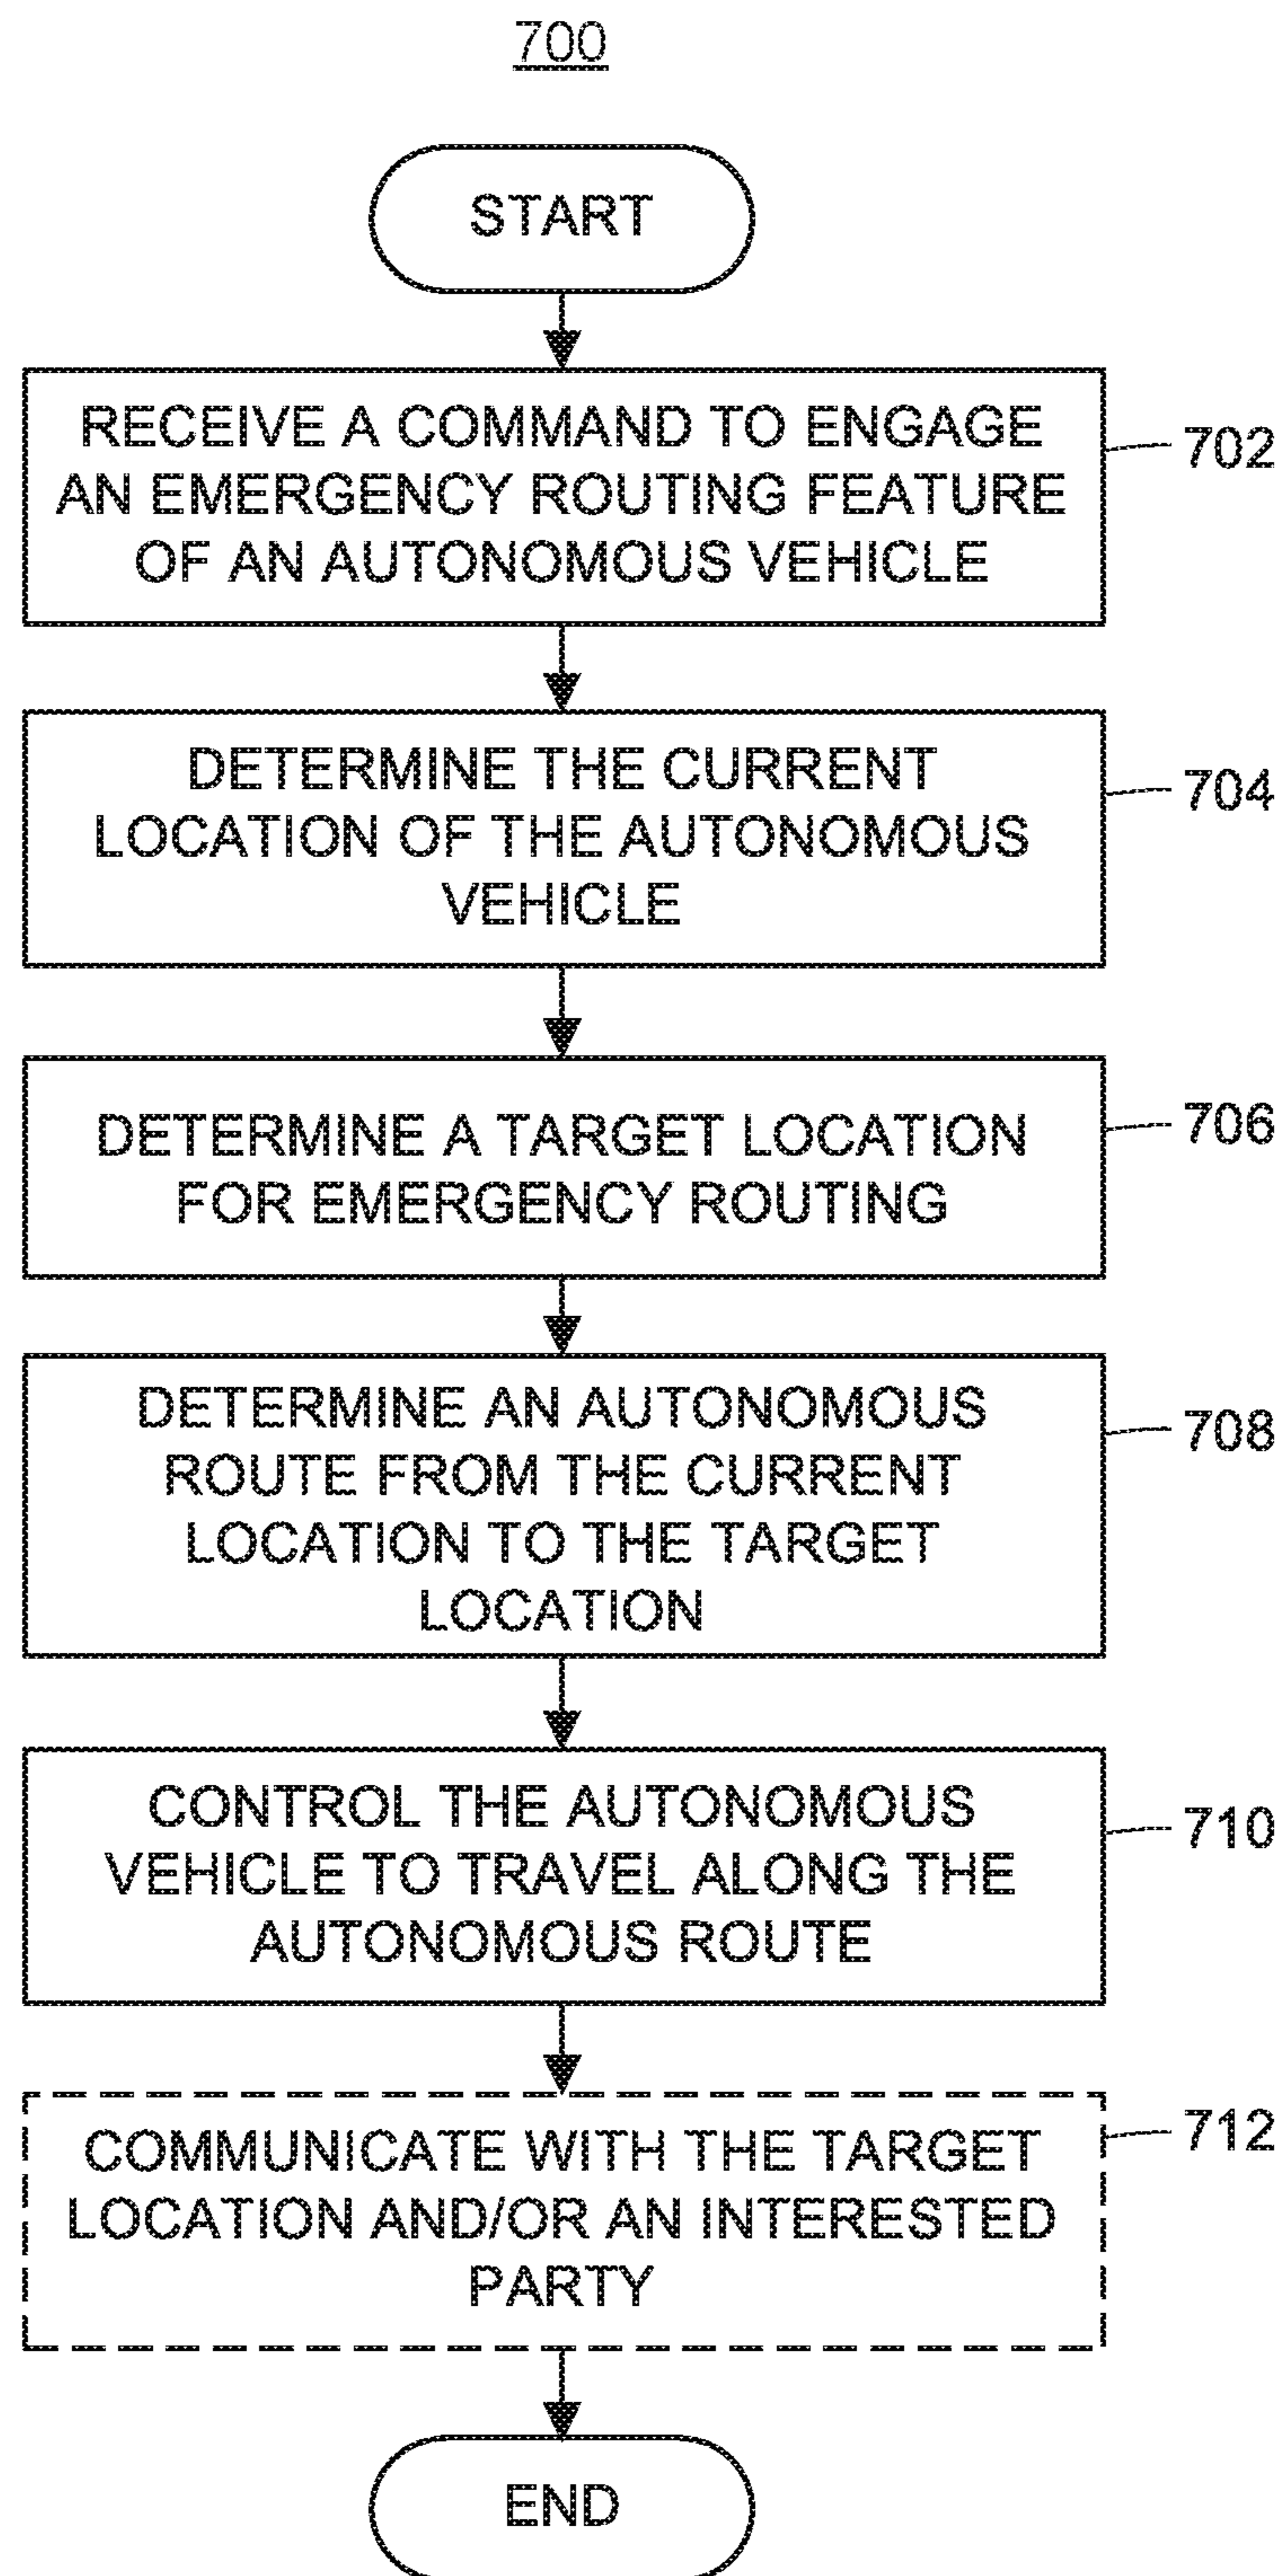 700
START
RECEIVE A COMMAND TO ENGAGE
AN EMERGENCY ROUTING FEATURE
OF AN AUTONOMOUS VEHICLE
702
DETERMINE THE CURRENT
LOCATION OF THE AUTONOMOUS
VEHICLE
704
DETERMINE A TARGET LOCATION
FOR EMERGENCY ROUTING
706
DETERMINE AN AUTONOMOUS
ROUTE FROM THE CURRENT
LOCATION TO THE TARGET
LOCATION
708
CONTROL THE AUTONOMOUS
VEHICLE TO TRAVEL ALONG THE
AUTONOMOUS ROUTE
710
COMMUNICATE WITH THE TARGET
LOCATION AND/OR AN INTERESTED
PARTY
712
END